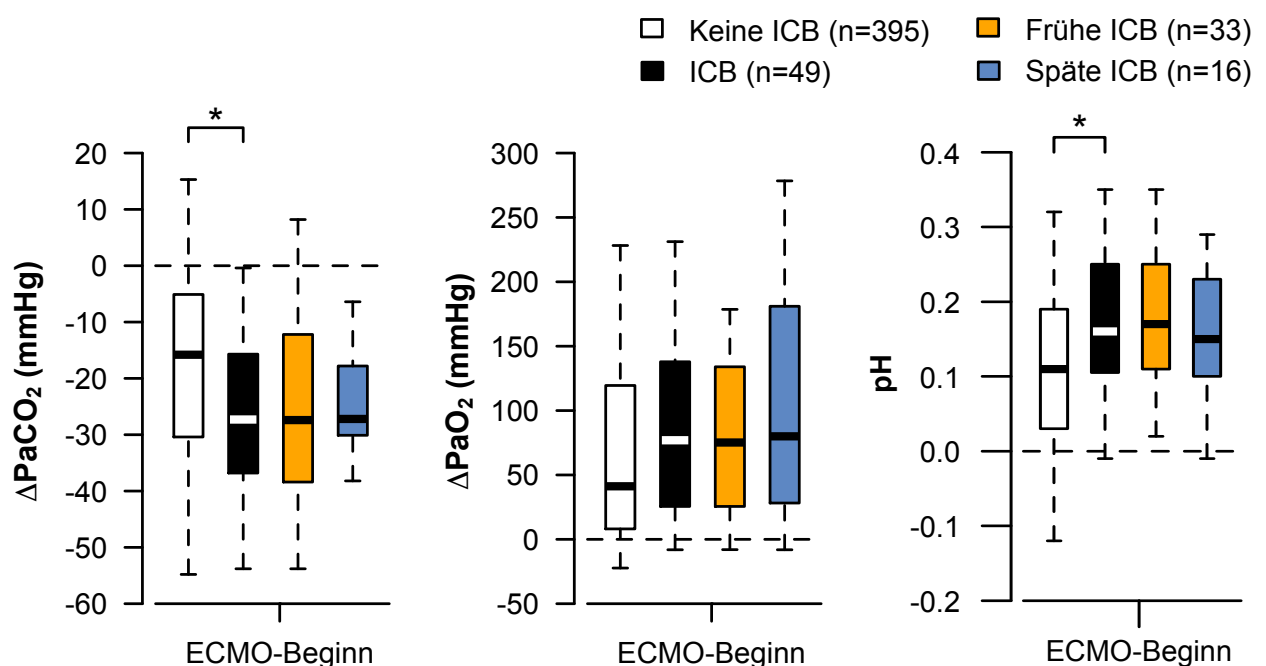 Keine ICB (n=395)
Frühe ICB (n=33)
ICB (n=49)
Späte ICB (n=16)
*
ΔPaCO₂ (mmHg)
20
10
0
-10
-20
-30
-40
-50
-60
ECMO-Beginn
ΔPaO₂ (mmHg)
300
250
200
150
100
50
0
-50
ECMO-Beginn
*
pH
0.4
0.3
0.2
0.1
0.0
-0.1
-0.2
ECMO-Beginn